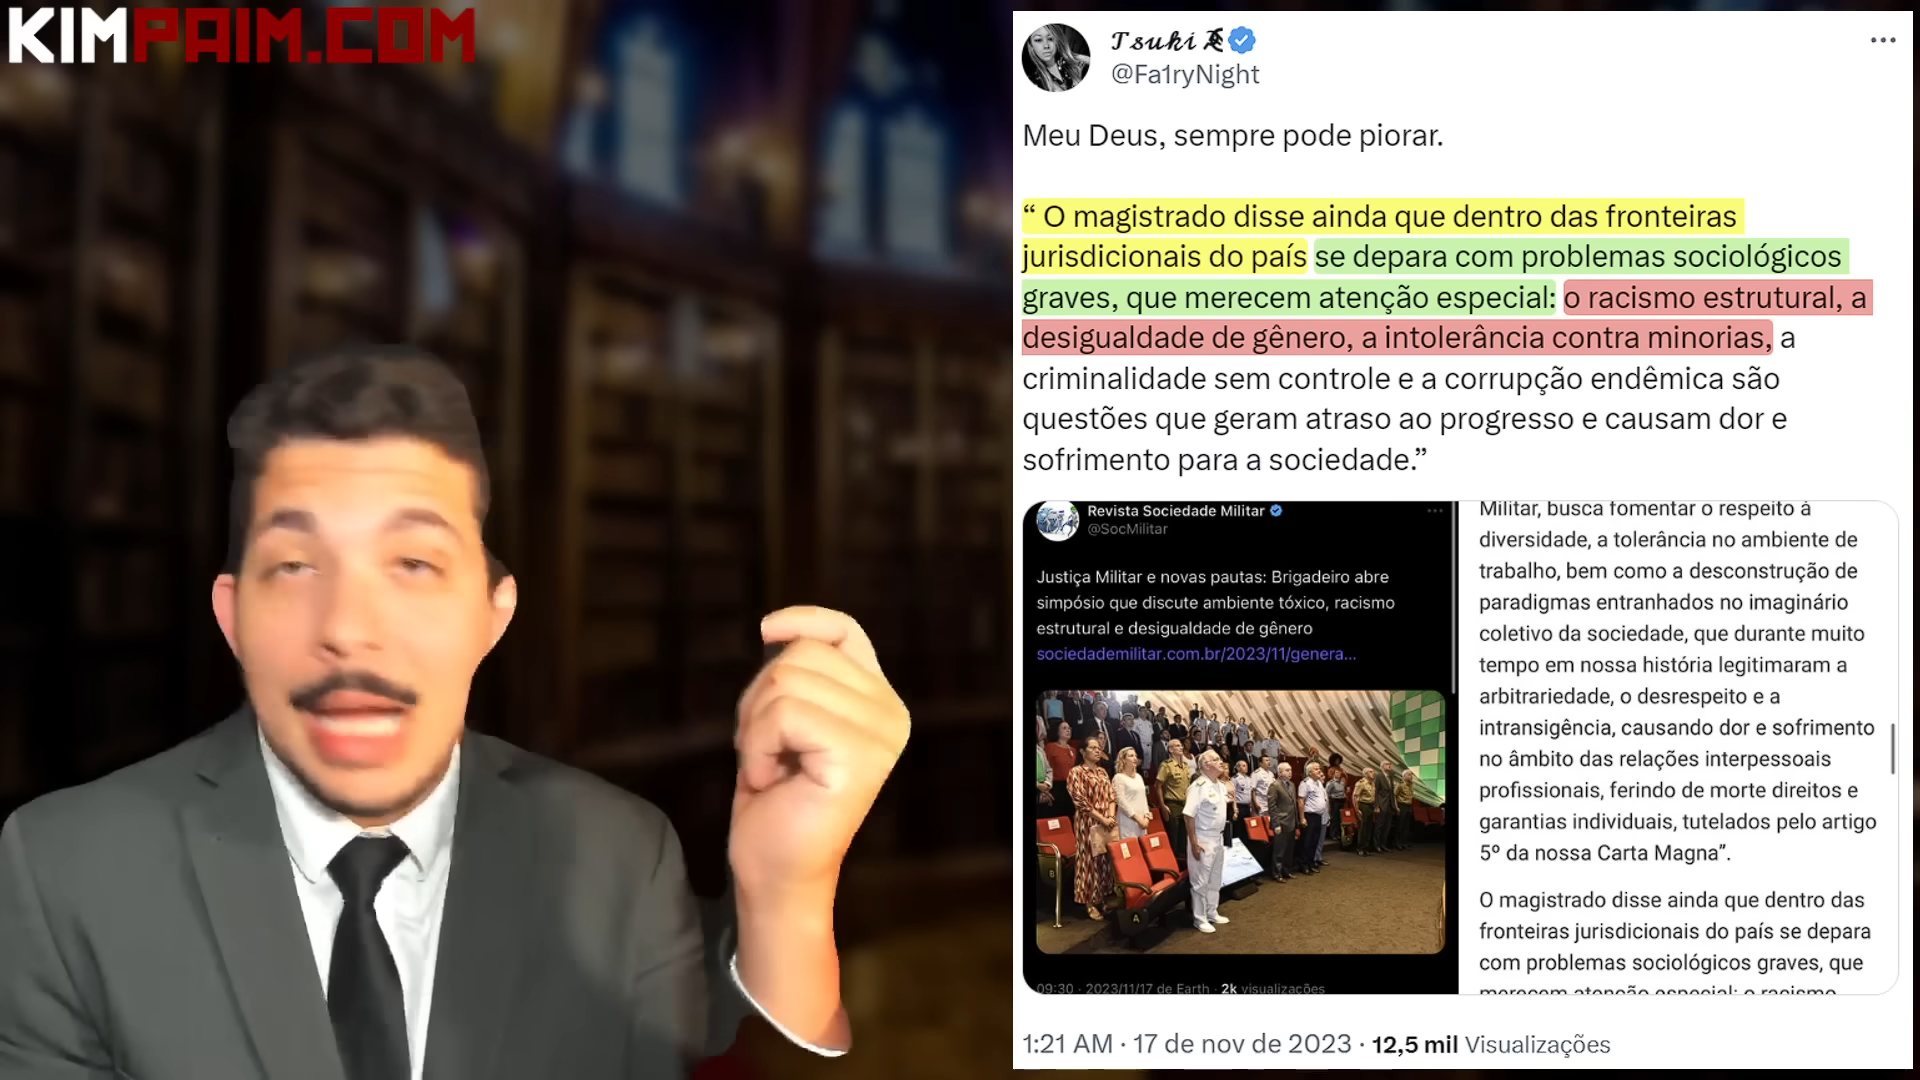 KIMPAIM.COM
Tsuki
@Fa1ryNight
Meu Deus, sempre pode piorar.
“ O magistrado disse ainda que dentro das fronteiras
jurisdicionais do país se depara com problemas sociológicos
graves, que merecem atenção especial: o racismo estrutural, a
desigualdade de gênero, a intolerância contra minorias, a
criminalidade sem controle e a corrupção endêmica são
questões que geram atraso ao progresso e causam dor e
sofrimento para a sociedade.”
Revista Sociedade Militar
@SocMilitar
Justiça Militar e novas pautas: Brigadeiro abre
simpósio que discute ambiente tóxico, racismo
estrutural e desigualdade de gênero
sociedademilitar.com.br/2023/11/genera...
B
A
09:30 · 2023/11/17 de Earth · 2k visualizações
Militar, busca fomentar o respeito à
diversidade, a tolerância no ambiente de
trabalho, bem como a desconstrução de
paradigmas entranhados no imaginário
coletivo da sociedade, que durante muito
tempo em nossa história legitimaram a
arbitrariedade, o desrespeito e a
intransigência, causando dor e sofrimento
no âmbito das relações interpessoais
profissionais, ferindo de morte direitos e
garantias individuais, tutelados pelo artigo
5º da nossa Carta Magna”.
O magistrado disse ainda que dentro das
fronteiras jurisdicionais do país se depara
com problemas sociológicos graves, que
merecem atenção especial: o racismo
1:21 AM · 17 de nov de 2023 · 12,5 mil Visualizações